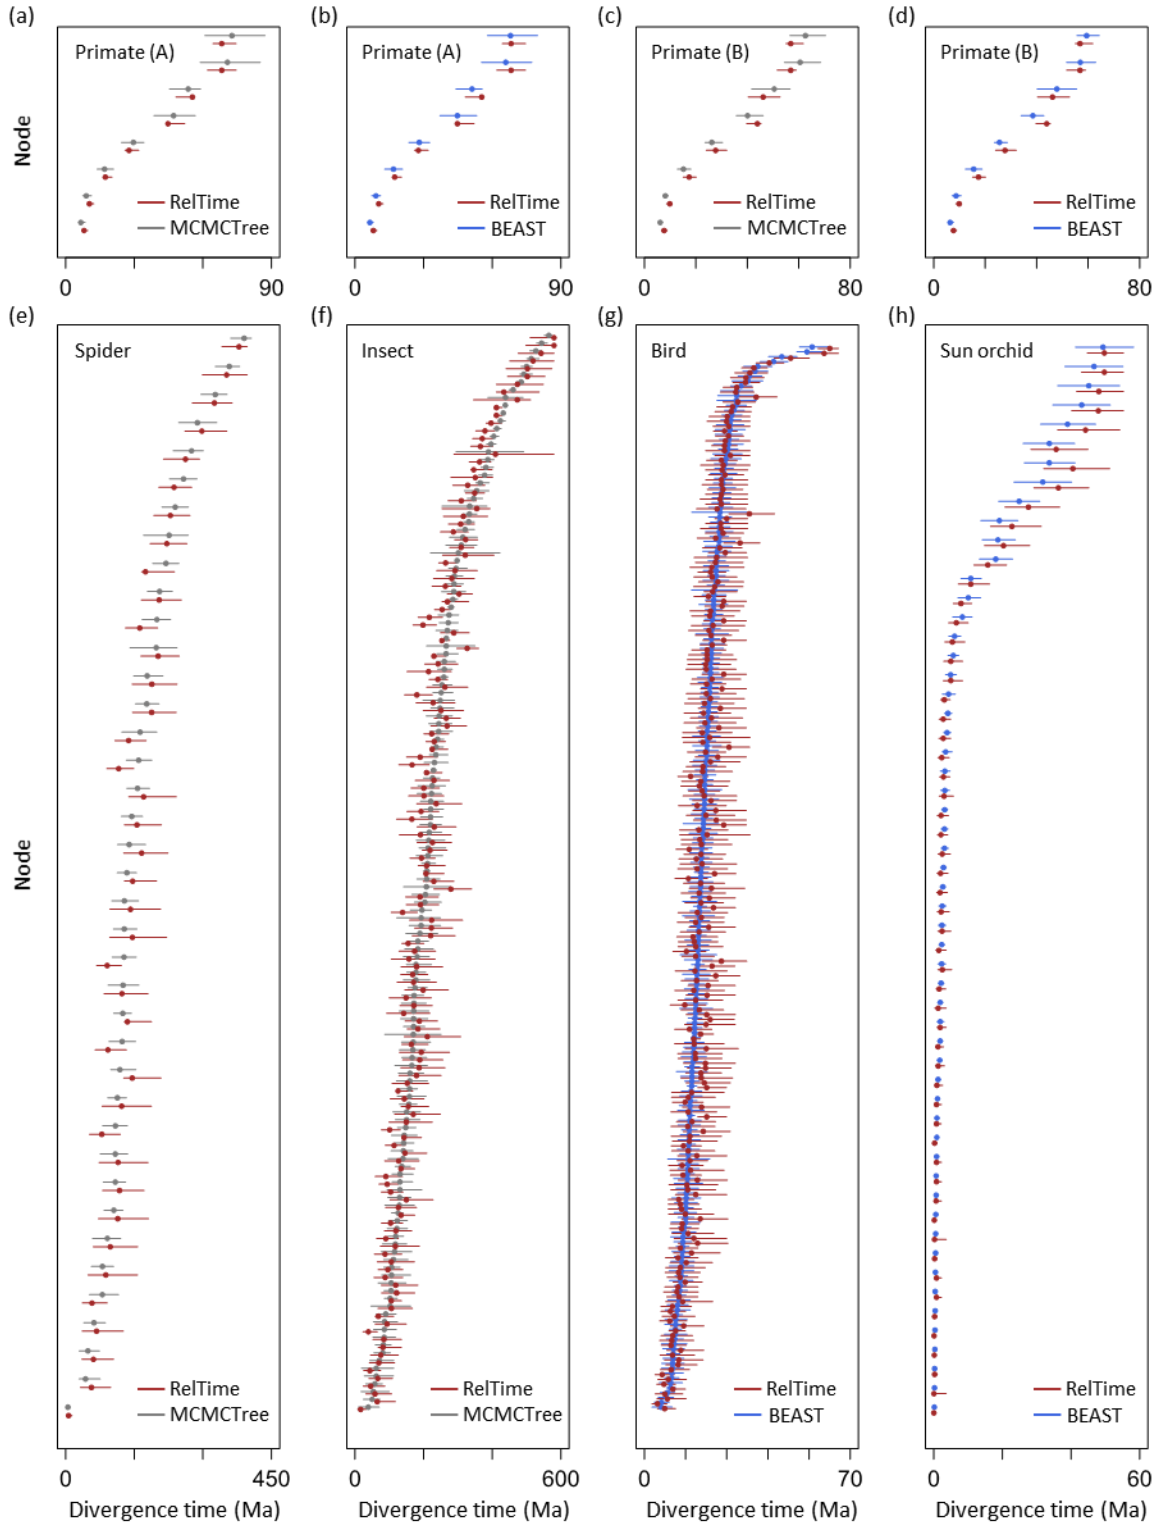 (a) (b) (c) (d)
Primate (A) Primate (A) Primate (B) Primate (B)
Node
RelTime RelTime RelTime RelTime
MCMCTree BEAST MCMCTree BEAST
0 90 0 90 0 80 0 80
(e) (f) (g) (h)
Spider Insect Bird Sun orchid
Node
RelTime RelTime RelTime RelTime
MCMCTree MCMCTree BEAST BEAST
0 450 0 600 0 70 0 60
Divergence time (Ma) Divergence time (Ma) Divergence time (Ma) Divergence time (Ma)